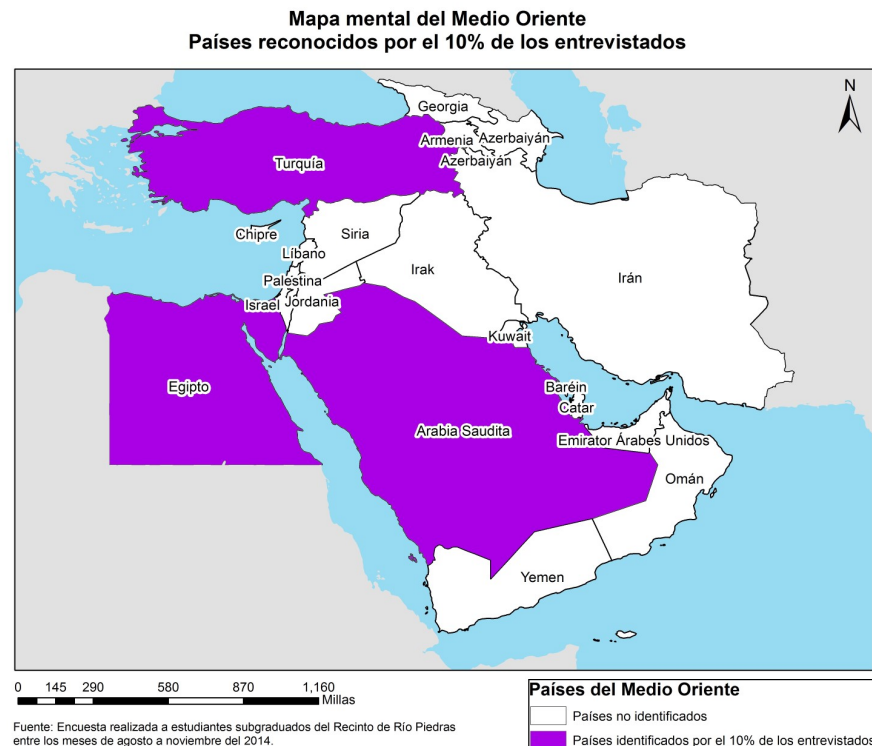 Mapa mental del Medio Oriente
Países reconocidos por el 10% de los entrevistados
N
Georgia
Armenia
Azerbaiyán
Azerbaiyán
Turquía
Chipre
Siria
Líbano
Irak
Irán
Palestina
Israel
Jordania
Kuwait
Egipto
Baréin
Catar
Arabia Saudita
Emirator Árabes Unidos
Omán
Yemen
0 145 290 580 870 1,160
Millas
Países del Medio Oriente
Países no identificados
Países identificados por el 10% de los entrevistados
Fuente: Encuesta realizada a estudiantes subgraduados del Recinto de Río Piedras
entre los meses de agosto a noviembre del 2014.